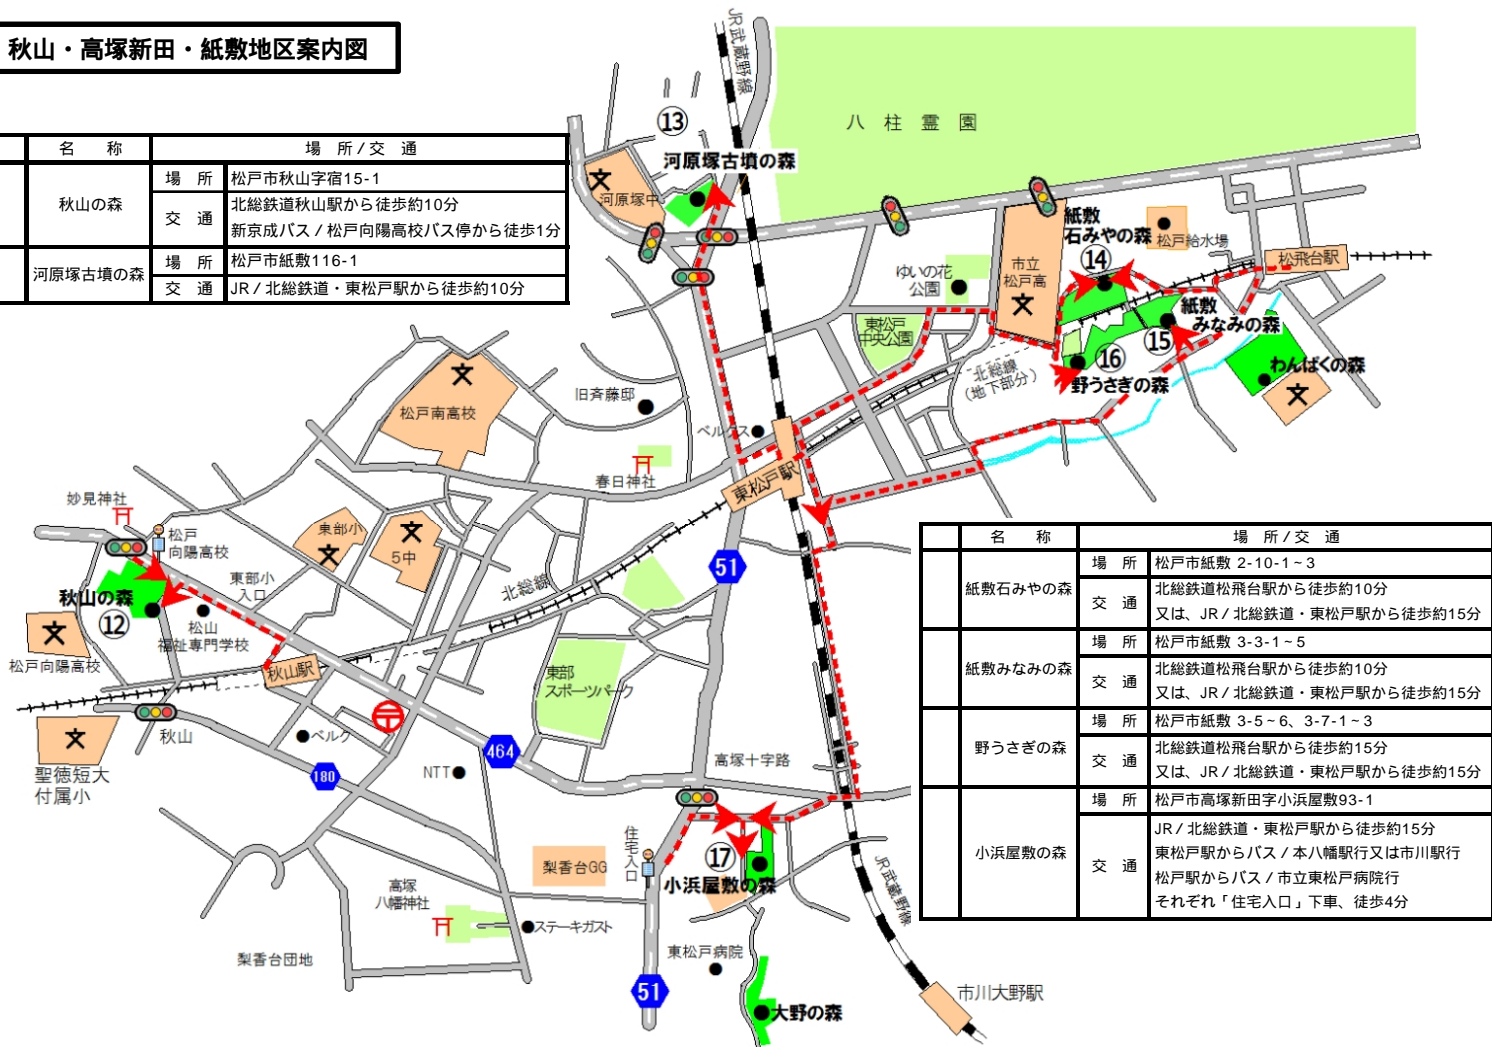 秋山・高塚新田・紙敷地区案内図
名　称　場　所/交　通
秋山の森
場　所　松戸市秋山字宿15-1
交　通　北総鉄道秋山駅から徒歩約10分
新京成バス/松戸向陽高校バス停から徒歩1分
河原塚古墳の森
場　所　松戸市紙敷116-1
交　通　JR/北総鉄道・東松戸駅から徒歩約10分
JR武蔵野線
⑬
河原塚古墳の森
河原塚中
八　柱　霊　園
紙敷
石みやの森
⑭
松戸給水場
松飛台駅
市立
松戸高
ゆいの花
公園
東松戸
中央公園
紙敷
みなみの森
⑮
⑯
野うさぎの森
わんぱくの森
北総線
(地下部分)
松戸南高校
旧斉藤邸
ベルクス
東松戸駅
春日神社
妙見神社
松戸
向陽高校
東部小
5中
東部小
入口
北総線
51
秋山の森
⑫
松山
福祉専門学校
松戸向陽高校
秋山駅
東部
スポーツパーク
秋山
ベルク
聖徳短大
付属小
180
464
NTT
高塚十字路
住宅入口
梨香台GG
⑰
小浜屋敷の森
高塚
八幡神社
ステーキガスト
梨香台団地
東松戸病院
51
大野の森
JR武蔵野線
市川大野駅
名　称　場　所/交　通
紙敷石みやの森
場　所　松戸市紙敷 2-10-1~3
交　通　北総鉄道松飛台駅から徒歩約10分
又は、JR/北総鉄道・東松戸駅から徒歩約15分
紙敷みなみの森
場　所　松戸市紙敷 3-3-1~5
交　通　北総鉄道松飛台駅から徒歩約10分
又は、JR/北総鉄道・東松戸駅から徒歩約15分
野うさぎの森
場　所　松戸市紙敷 3-5~6、3-7-1~3
交　通　北総鉄道松飛台駅から徒歩約15分
又は、JR/北総鉄道・東松戸駅から徒歩約15分
小浜屋敷の森
場　所　松戸市高塚新田字小浜屋敷93-1
交　通　JR/北総鉄道・東松戸駅から徒歩約15分
東松戸駅からバス/本八幡駅行又は市川駅行
松戸駅からバス/市立東松戸病院行
それぞれ「住宅入口」下車、徒歩4分